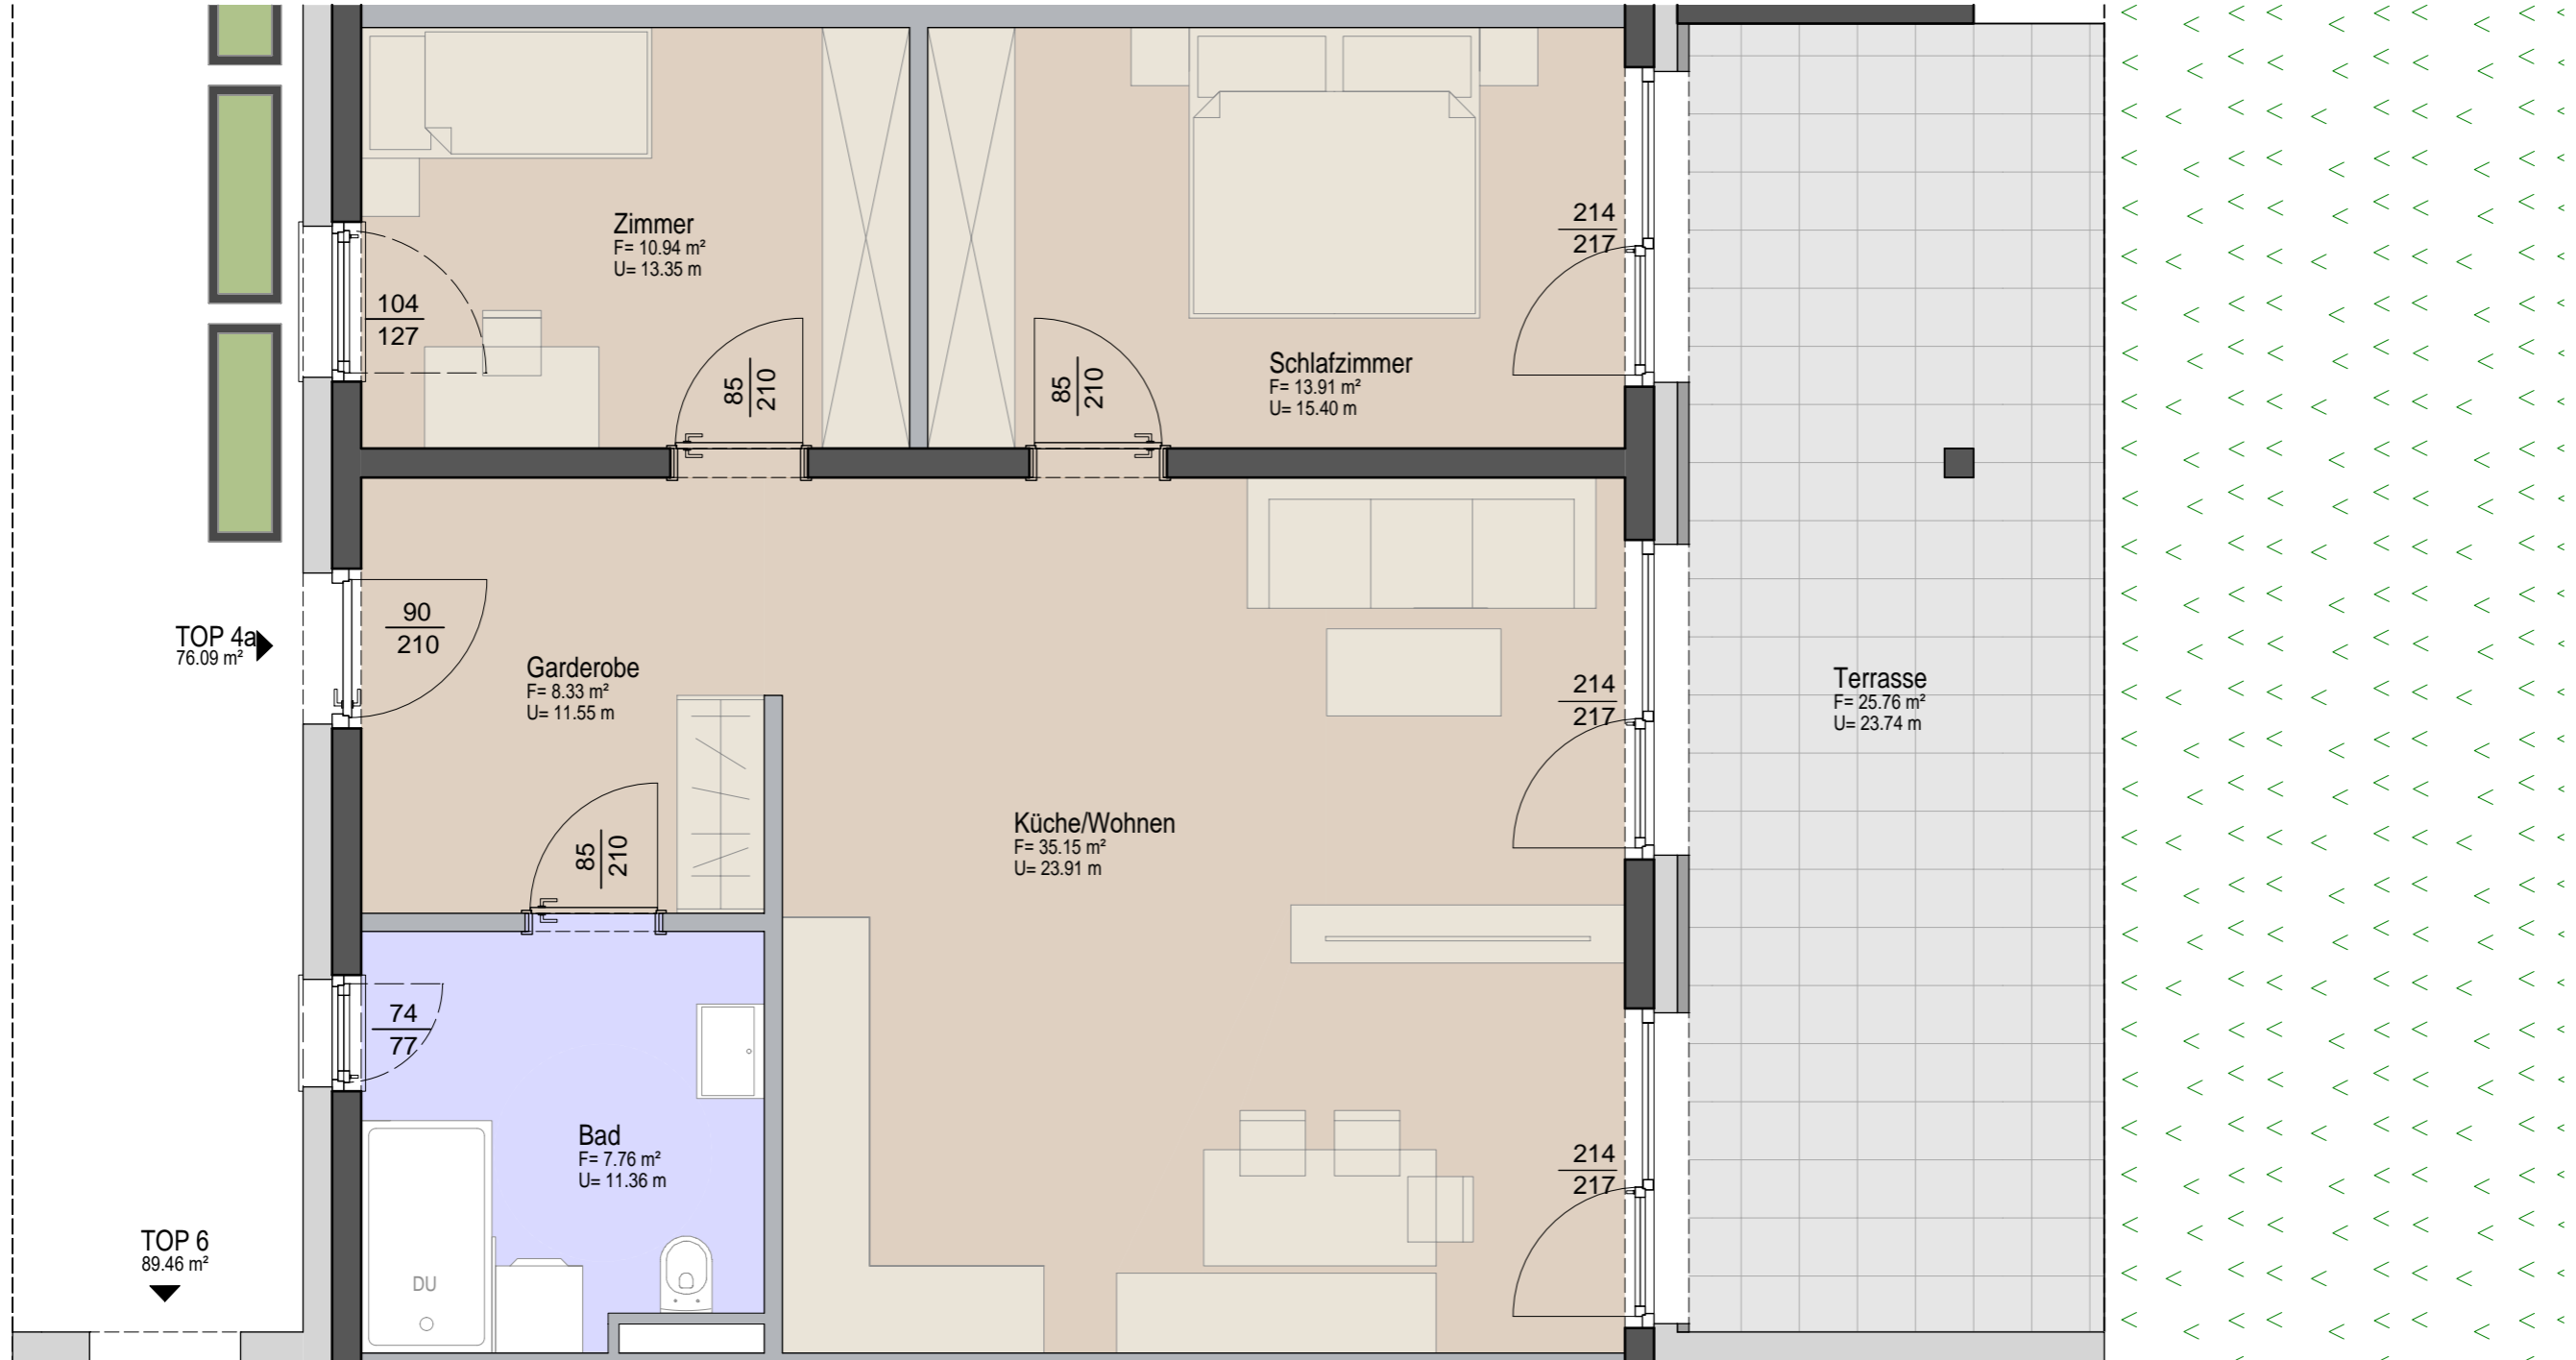 Zimmer
F= 10.94 m²
U= 13.35 m
104
127
85
210
85
210
Schlafzimmer
F= 13.91 m²
U= 15.40 m
214
217
TOP 4a
76.09 m²
90
210
Garderobe
F= 8.33 m²
U= 11.55 m
85
210
Küche/Wohnen
F= 35.15 m²
U= 23.91 m
214
217
Terrasse
F= 25.76 m²
U= 23.74 m
74
77
Bad
F= 7.76 m²
U= 11.36 m
DU
214
217
TOP 6
89.46 m²